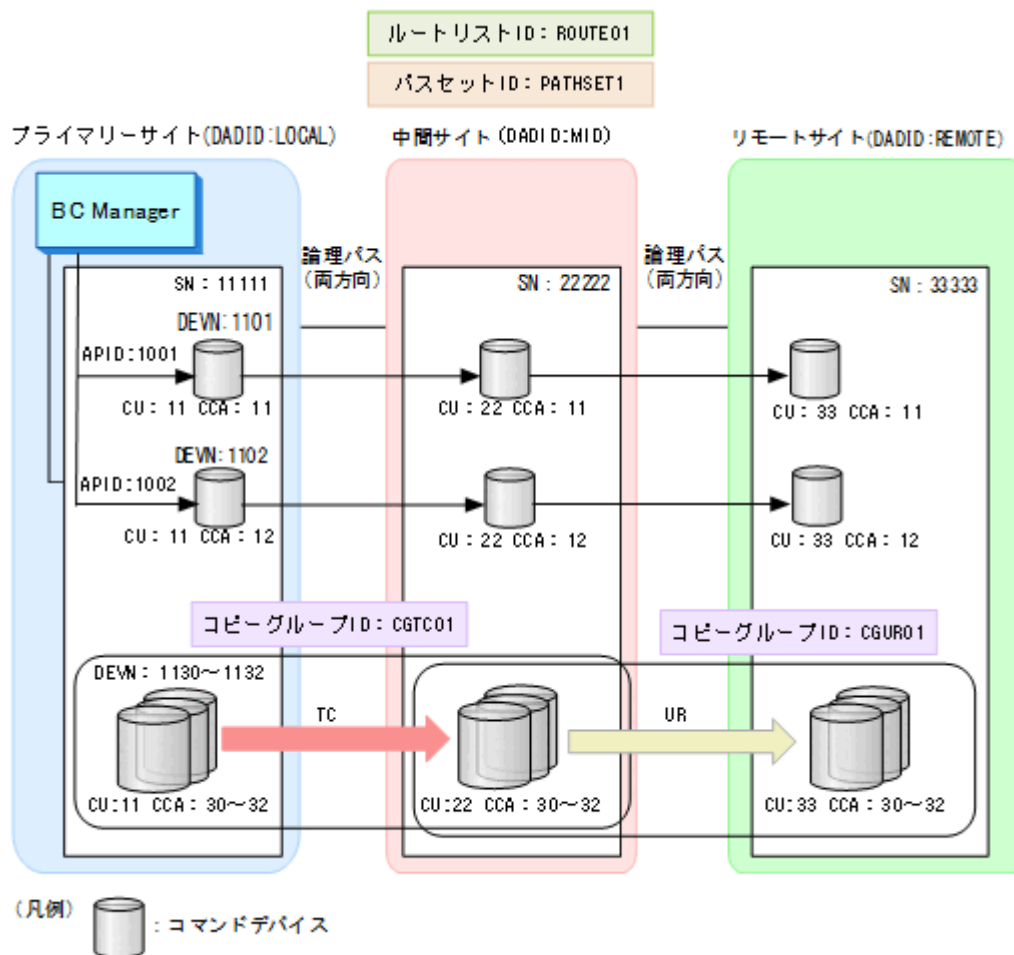 ルートリストID：ROUTE01
パスセットID：PATHSET1
プライマリーサイト(DADID:LOCAL)
中間サイト(DADID:MID)
リモートサイト(DADID:REMOTE)
BC Manager
論理パス
(両方向)
論理パス
(両方向)
SN：11111
SN：22222
SN：33333
DEVN:1101
APID:1001
CU：11 CCA：11
CU：22 CCA：11
CU：33 CCA：11
DEVN:1102
APID:1002
CU：11 CCA：12
CU：22 CCA：12
CU：33 CCA：12
コピーグループID：CGTC01
コピーグループID：CGUR01
DEVN：1130～1132
TC
UR
CU:11 CCA：30～32
CU:22 CCA：30～32
CU:33 CCA：30～32
(凡例)
：コマンドデバイス